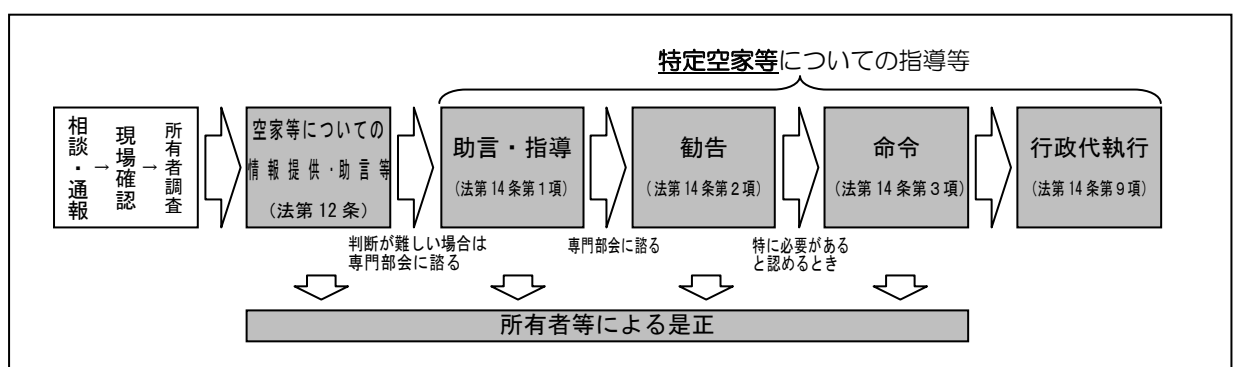 特定空家等についての指導等
相談・通報
→
現場確認
→
所有者調査
空家等についての
情報提供・助言等
（法第12条）
助言・指導
（法第14条第1項）
勧告
（法第14条第2項）
命令
（法第14条第3項）
行政代執行
（法第14条第9項）
判断が難しい場合は
専門部会に諮る
専門部会に諮る
特に必要がある
と認めるとき
所有者等による是正